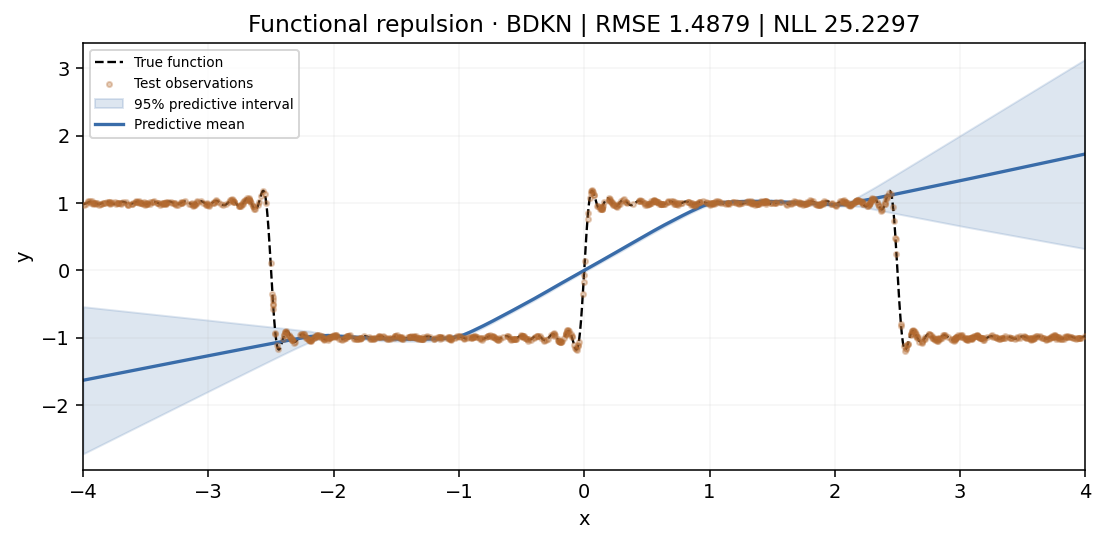 Functional repulsion · BDKN | RMSE 1.4879 | NLL 25.2297
True function
Test observations
95% predictive interval
Predictive mean
3
2
1
0
−1
−2
y
−4
−3
−2
−1
0
1
2
3
4
x